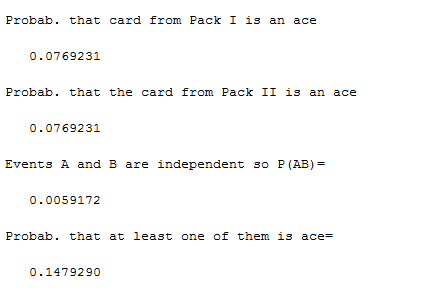 Probab. that card from Pack I is an ace
0.0769231
Probab. that the card from Pack II is an ace
0.0769231
Events A and B are independent so P(AB)=
0.0059172
Probab. that at least one of them is ace=
0.1479290